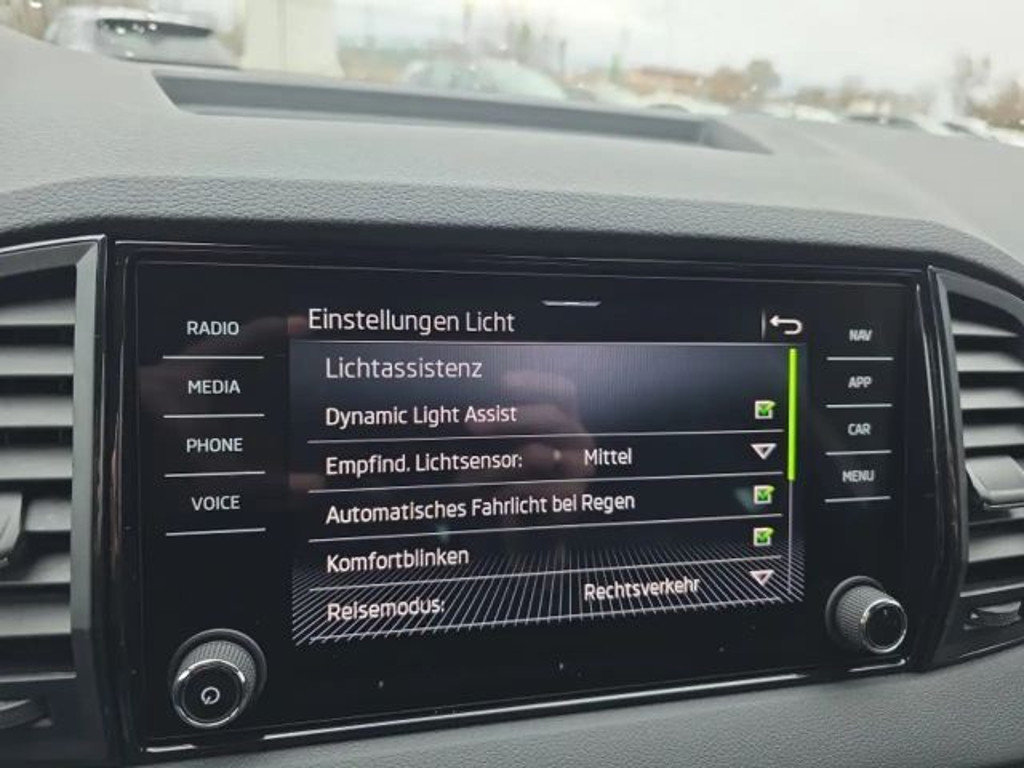 RADIO
MEDIA
PHONE
VOICE
Einstellungen Licht
Lichtassistenz
Dynamic Light Assist
Empfind. Lichtsensor: Mittel
Automatisches Fahrlicht bei Regen
Komfortblinken
Reisemodus: Rechtsverkehr
NAV
APP
CAR
MENU